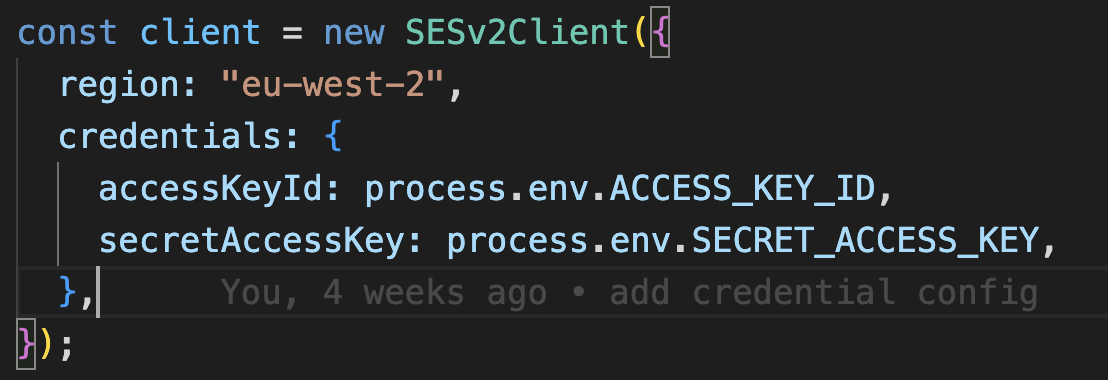 const client = new SESv2Client({
  region: "eu-west-2",
  credentials: {
    accessKeyId: process.env.ACCESS_KEY_ID,
    secretAccessKey: process.env.SECRET_ACCESS_KEY,
  },      You, 4 weeks ago • add credential config
});